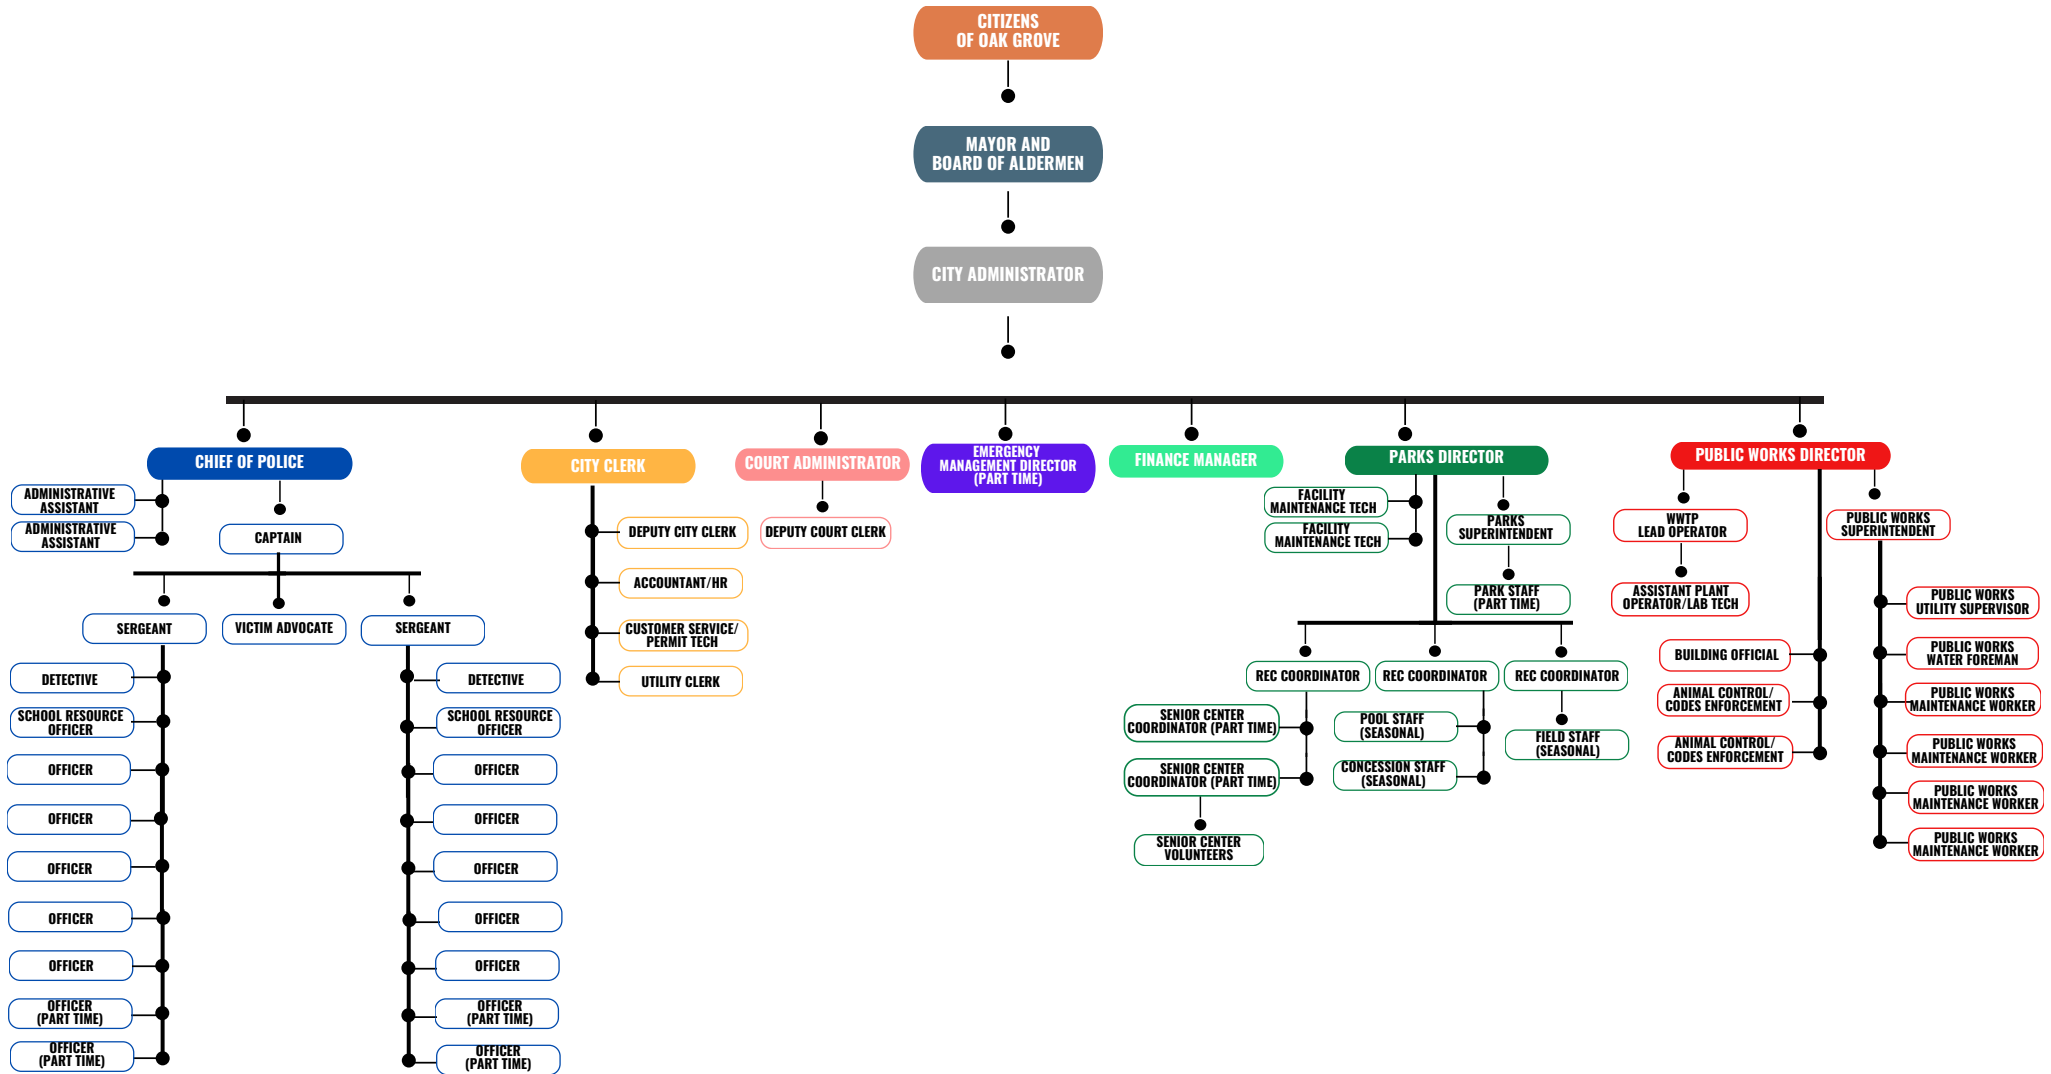 CITIZENS
OF OAK GROVE
MAYOR AND
BOARD OF ALDERMEN
CITY ADMINISTRATOR
CHIEF OF POLICE
ADMINISTRATIVE
ASSISTANT
ADMINISTRATIVE
ASSISTANT
CAPTAIN
SERGEANT
VICTIM ADVOCATE
SERGEANT
DETECTIVE
SCHOOL RESOURCE
OFFICER
OFFICER
OFFICER
OFFICER
OFFICER
OFFICER
OFFICER
(PART TIME)
OFFICER
(PART TIME)
DETECTIVE
SCHOOL RESOURCE
OFFICER
OFFICER
OFFICER
OFFICER
OFFICER
OFFICER
OFFICER
(PART TIME)
OFFICER
(PART TIME)
CITY CLERK
DEPUTY CITY CLERK
ACCOUNTANT/HR
CUSTOMER SERVICE/
PERMIT TECH
UTILITY CLERK
COURT ADMINISTRATOR
DEPUTY COURT CLERK
EMERGENCY
MANAGEMENT DIRECTOR
(PART TIME)
FINANCE MANAGER
PARKS DIRECTOR
FACILITY
MAINTENANCE TECH
FACILITY
MAINTENANCE TECH
PARKS
SUPERINTENDENT
PARK STAFF
(PART TIME)
REC COORDINATOR
REC COORDINATOR
REC COORDINATOR
SENIOR CENTER
COORDINATOR (PART TIME)
SENIOR CENTER
COORDINATOR (PART TIME)
SENIOR CENTER
VOLUNTEERS
POOL STAFF
(SEASONAL)
CONCESSION STAFF
(SEASONAL)
FIELD STAFF
(SEASONAL)
PUBLIC WORKS DIRECTOR
WWTP
LEAD OPERATOR
ASSISTANT PLANT
OPERATOR/LAB TECH
BUILDING OFFICIAL
ANIMAL CONTROL/
CODES ENFORCEMENT
ANIMAL CONTROL/
CODES ENFORCEMENT
PUBLIC WORKS
SUPERINTENDENT
PUBLIC WORKS
UTILITY SUPERVISOR
PUBLIC WORKS
WATER FOREMAN
PUBLIC WORKS
MAINTENANCE WORKER
PUBLIC WORKS
MAINTENANCE WORKER
PUBLIC WORKS
MAINTENANCE WORKER
PUBLIC WORKS
MAINTENANCE WORKER